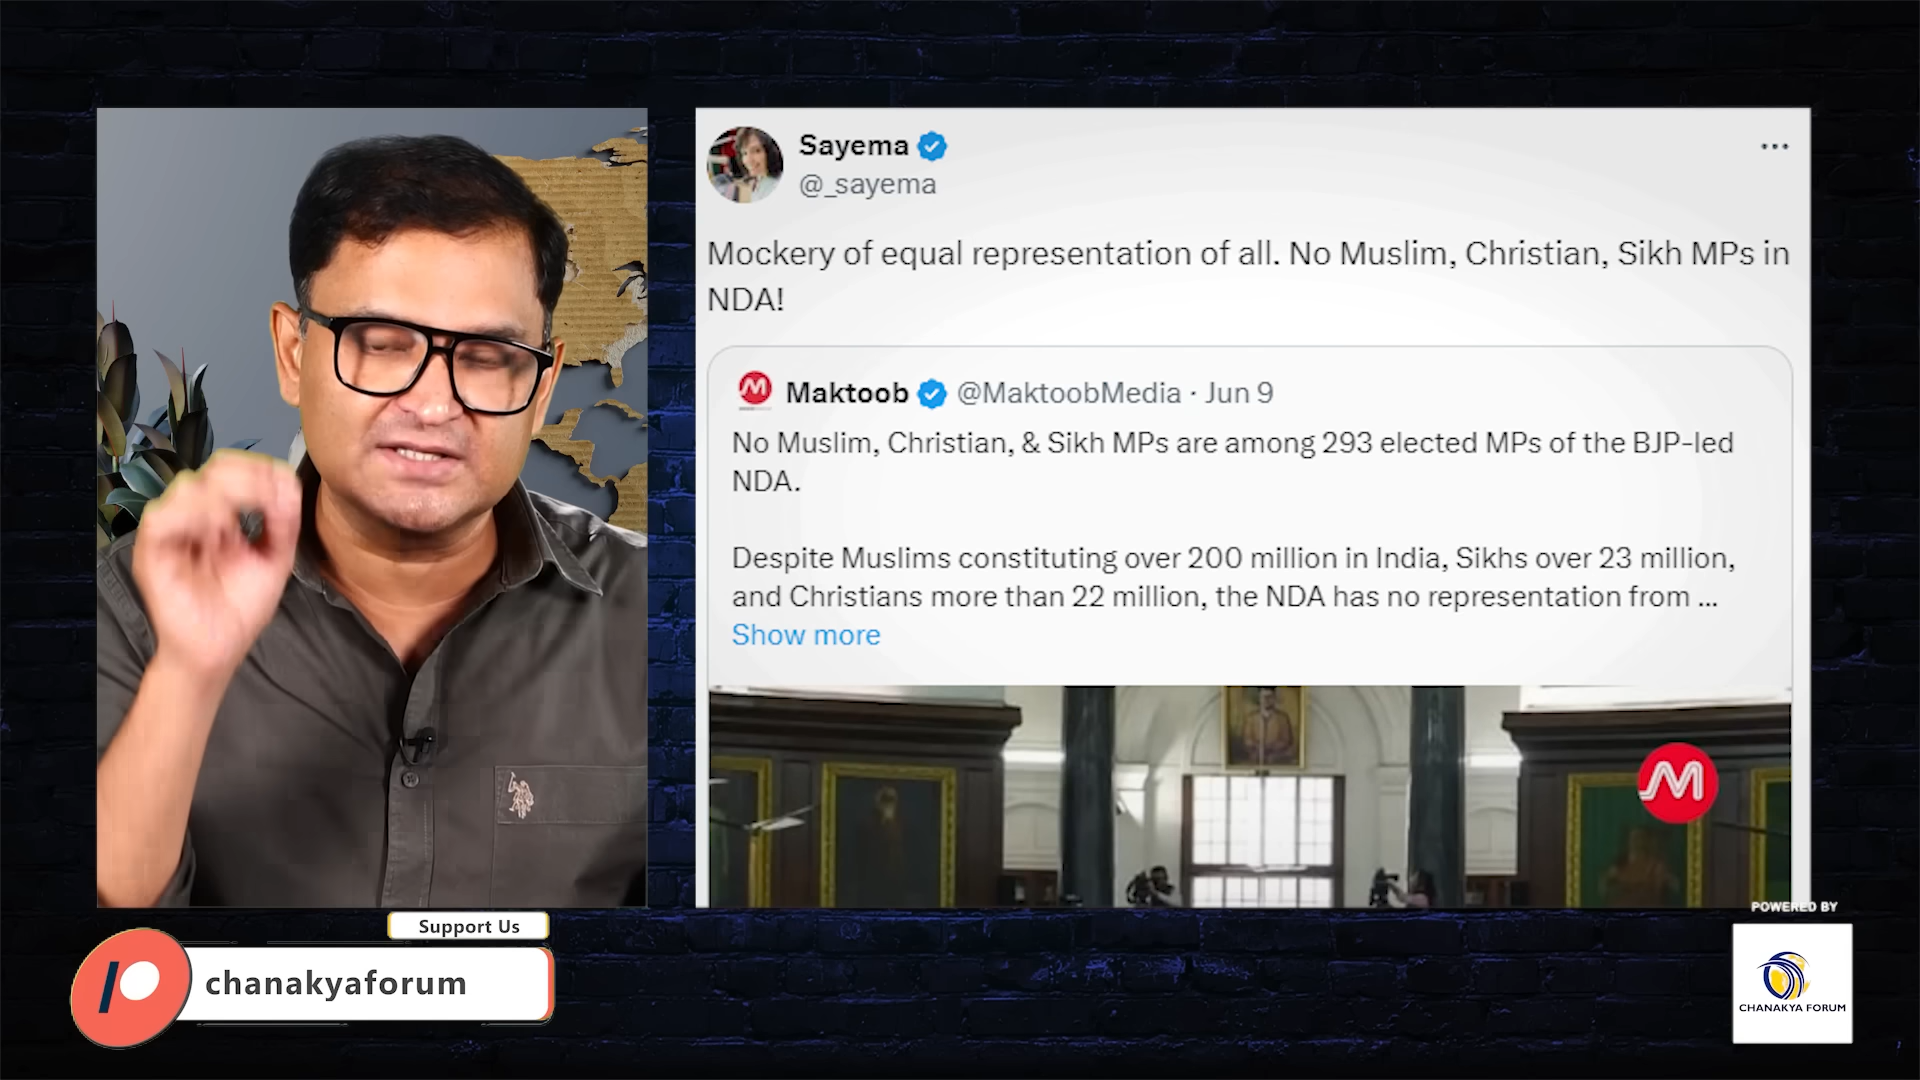 Sayema
@_sayema
Mockery of equal representation of all. No Muslim, Christian, Sikh MPs in
NDA!
Maktoob @MaktoobMedia · Jun 9
No Muslim, Christian, & Sikh MPs are among 293 elected MPs of the BJP-led
NDA.
Despite Muslims constituting over 200 million in India, Sikhs over 23 million,
and Christians more than 22 million, the NDA has no representation from ...
Show more
M
Support Us
chanakyaforum
POWERED BY
CHANAKYA FORUM